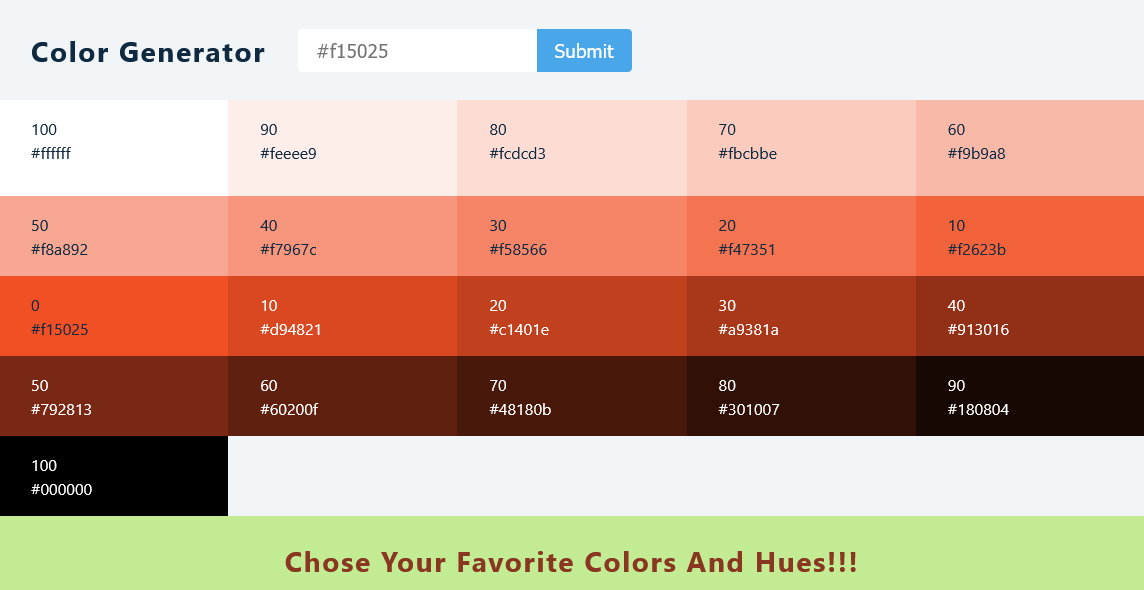 Color Generator
#f15025
Submit
100
#ffffff
90
#feeee9
80
#fcdcd3
70
#fbcbbe
60
#f9b9a8
50
#f8a892
40
#f7967c
30
#f58566
20
#f47351
10
#f2623b
0
#f15025
10
#d94821
20
#c1401e
30
#a9381a
40
#913016
50
#792813
60
#60200f
70
#48180b
80
#301007
90
#180804
100
#000000
Chose Your Favorite Colors And Hues!!!